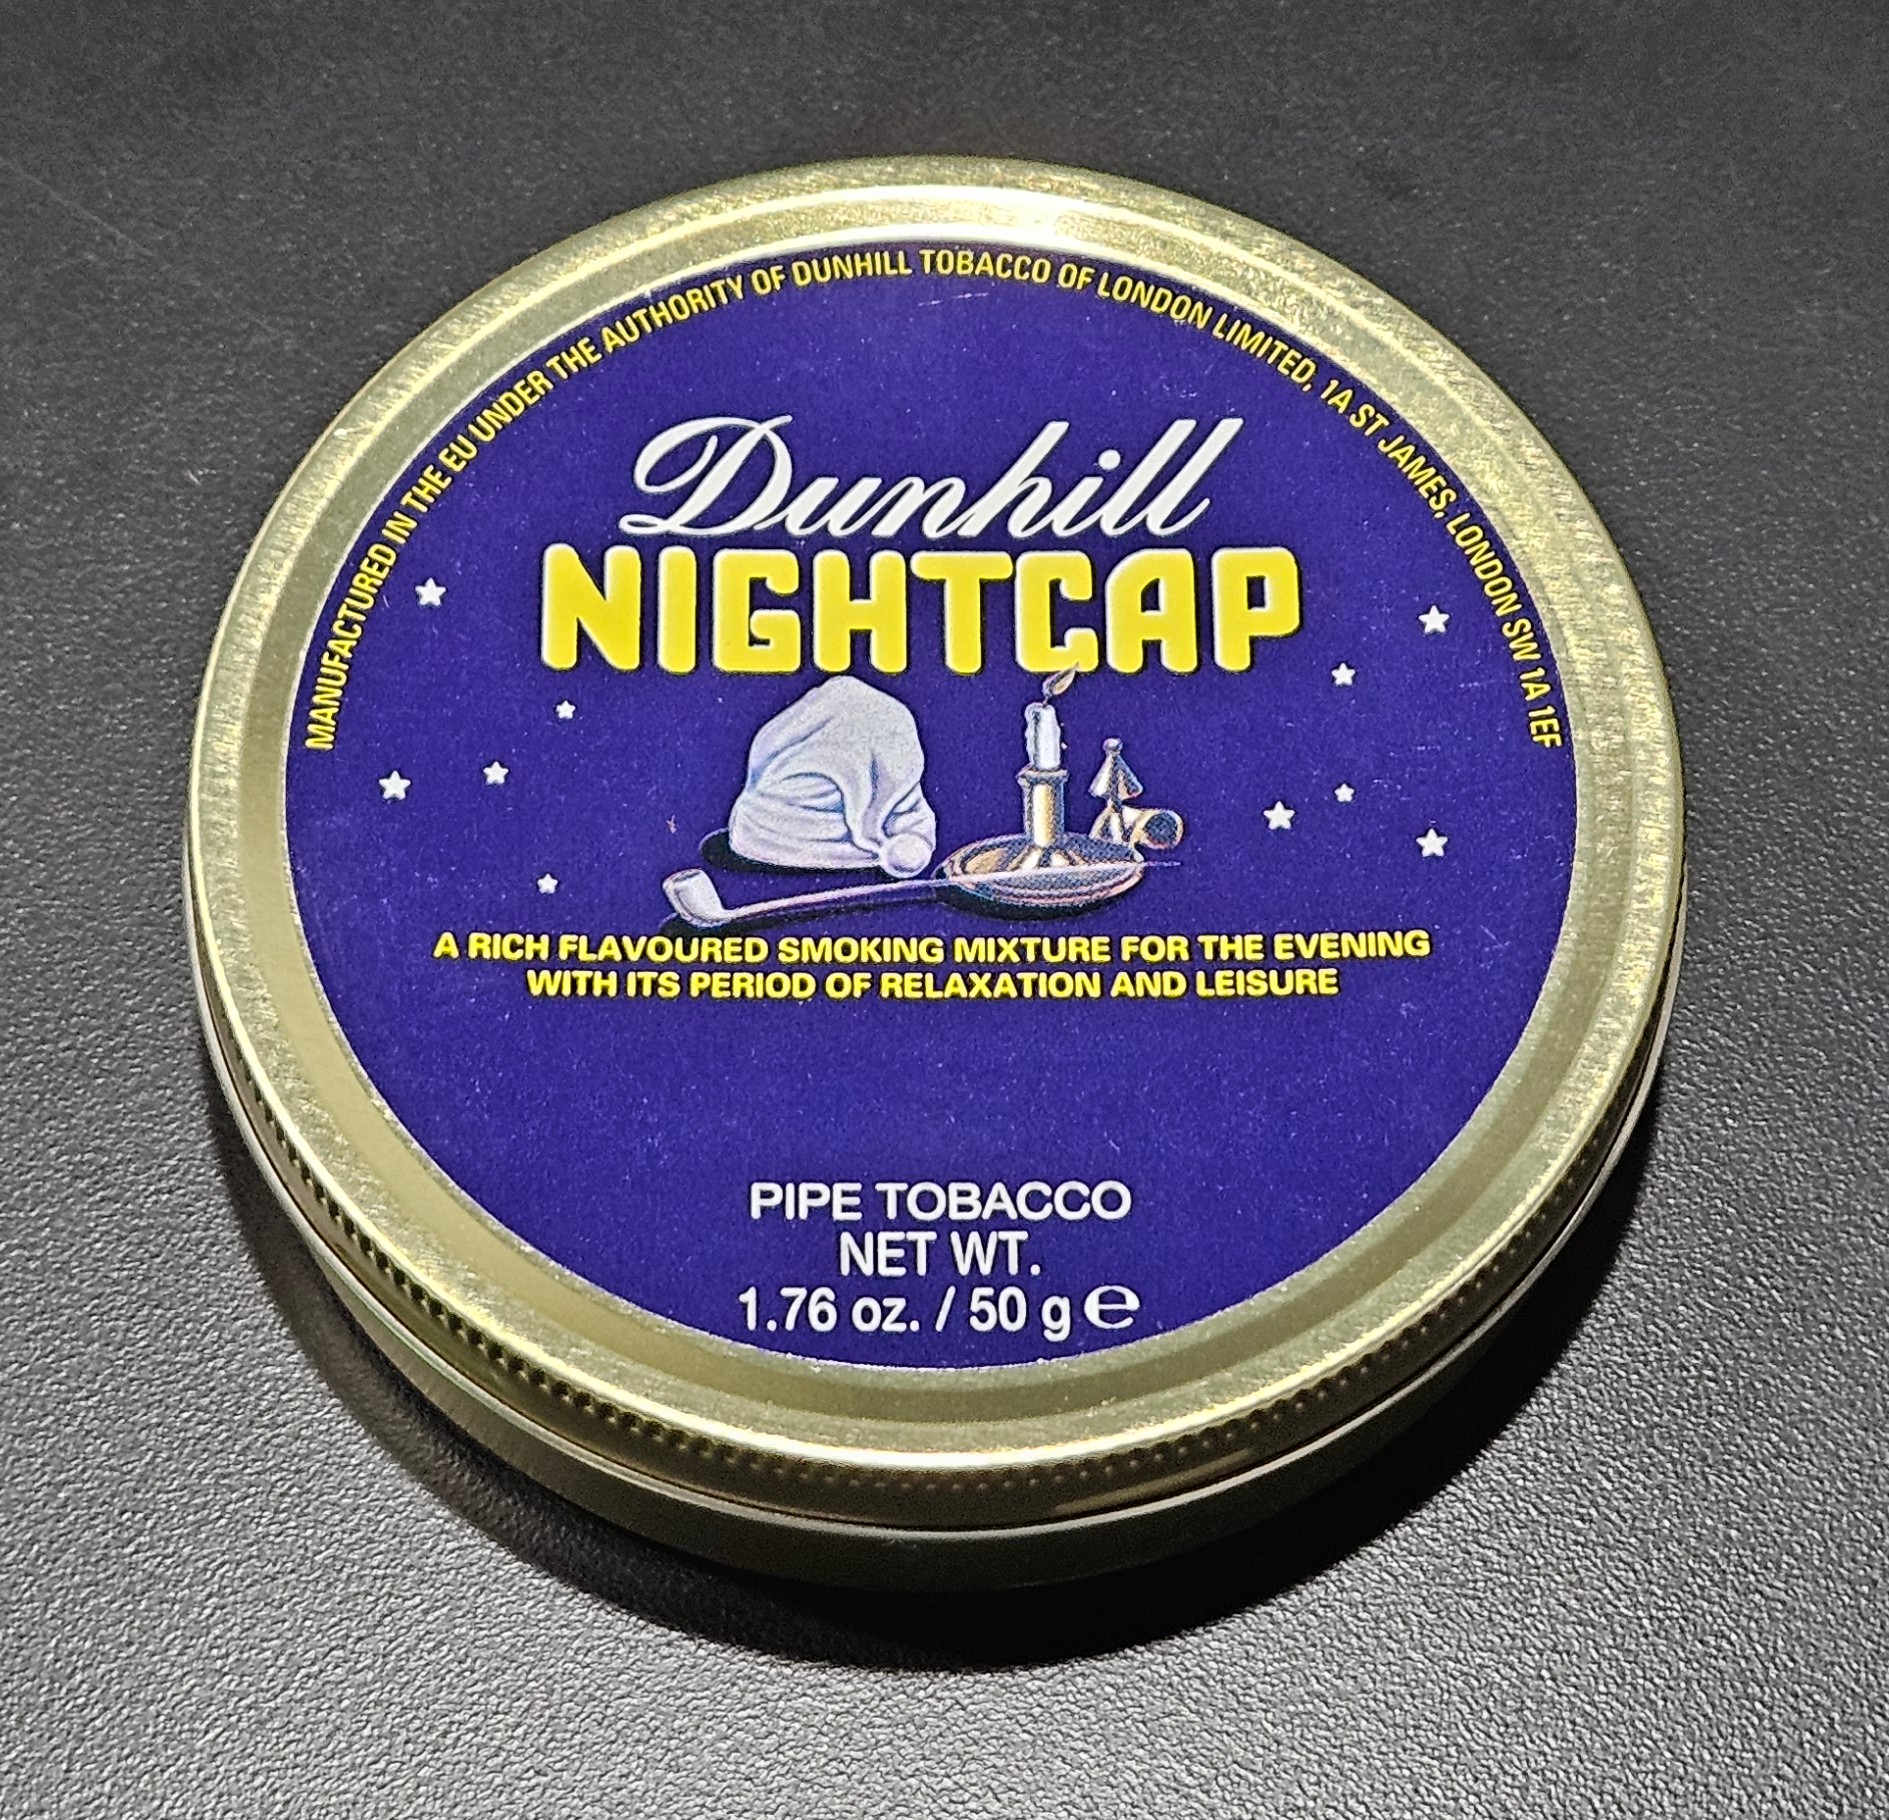 MANUFACTURED IN THE EU UNDER THE AUTHORITY OF DUNHILL TOBACCO OF LONDON LIMITED, 1A ST JAMES, LONDON SW 1A 1EF
Dunhill
NIGHTCAP
A RICH FLAVOURED SMOKING MIXTURE FOR THE EVENING
WITH ITS PERIOD OF RELAXATION AND LEISURE
PIPE TOBACCO
NET WT.
1.76 oz. / 50 g ℮